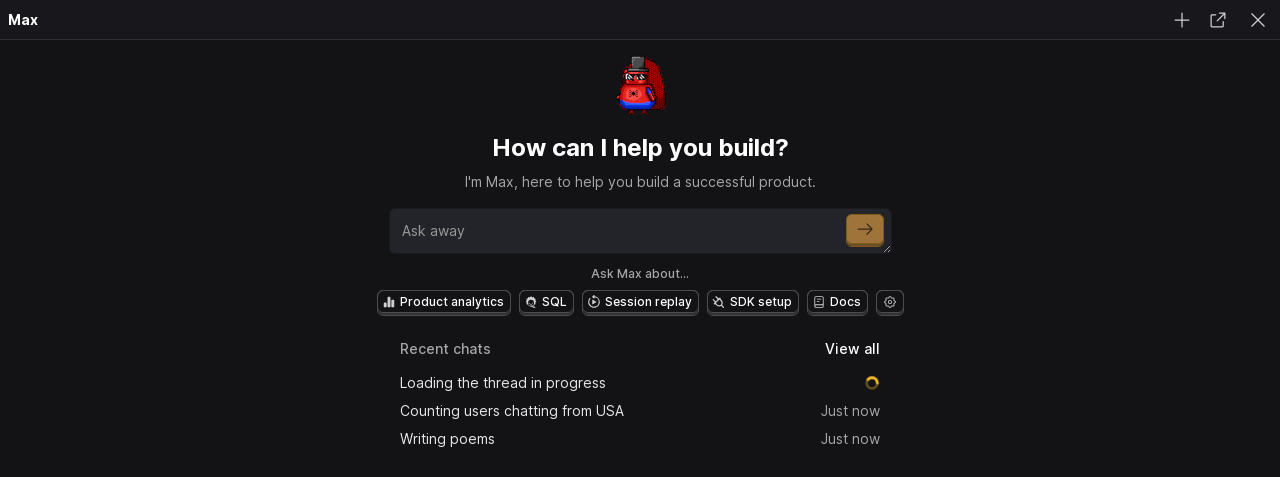 Max
How can I help you build?
I'm Max, here to help you build a successful product.
Ask away
Ask Max about...
Product analytics SQL Session replay SDK setup Docs
Recent chats View all
Loading the thread in progress
Counting users chatting from USA Just now
Writing poems Just now